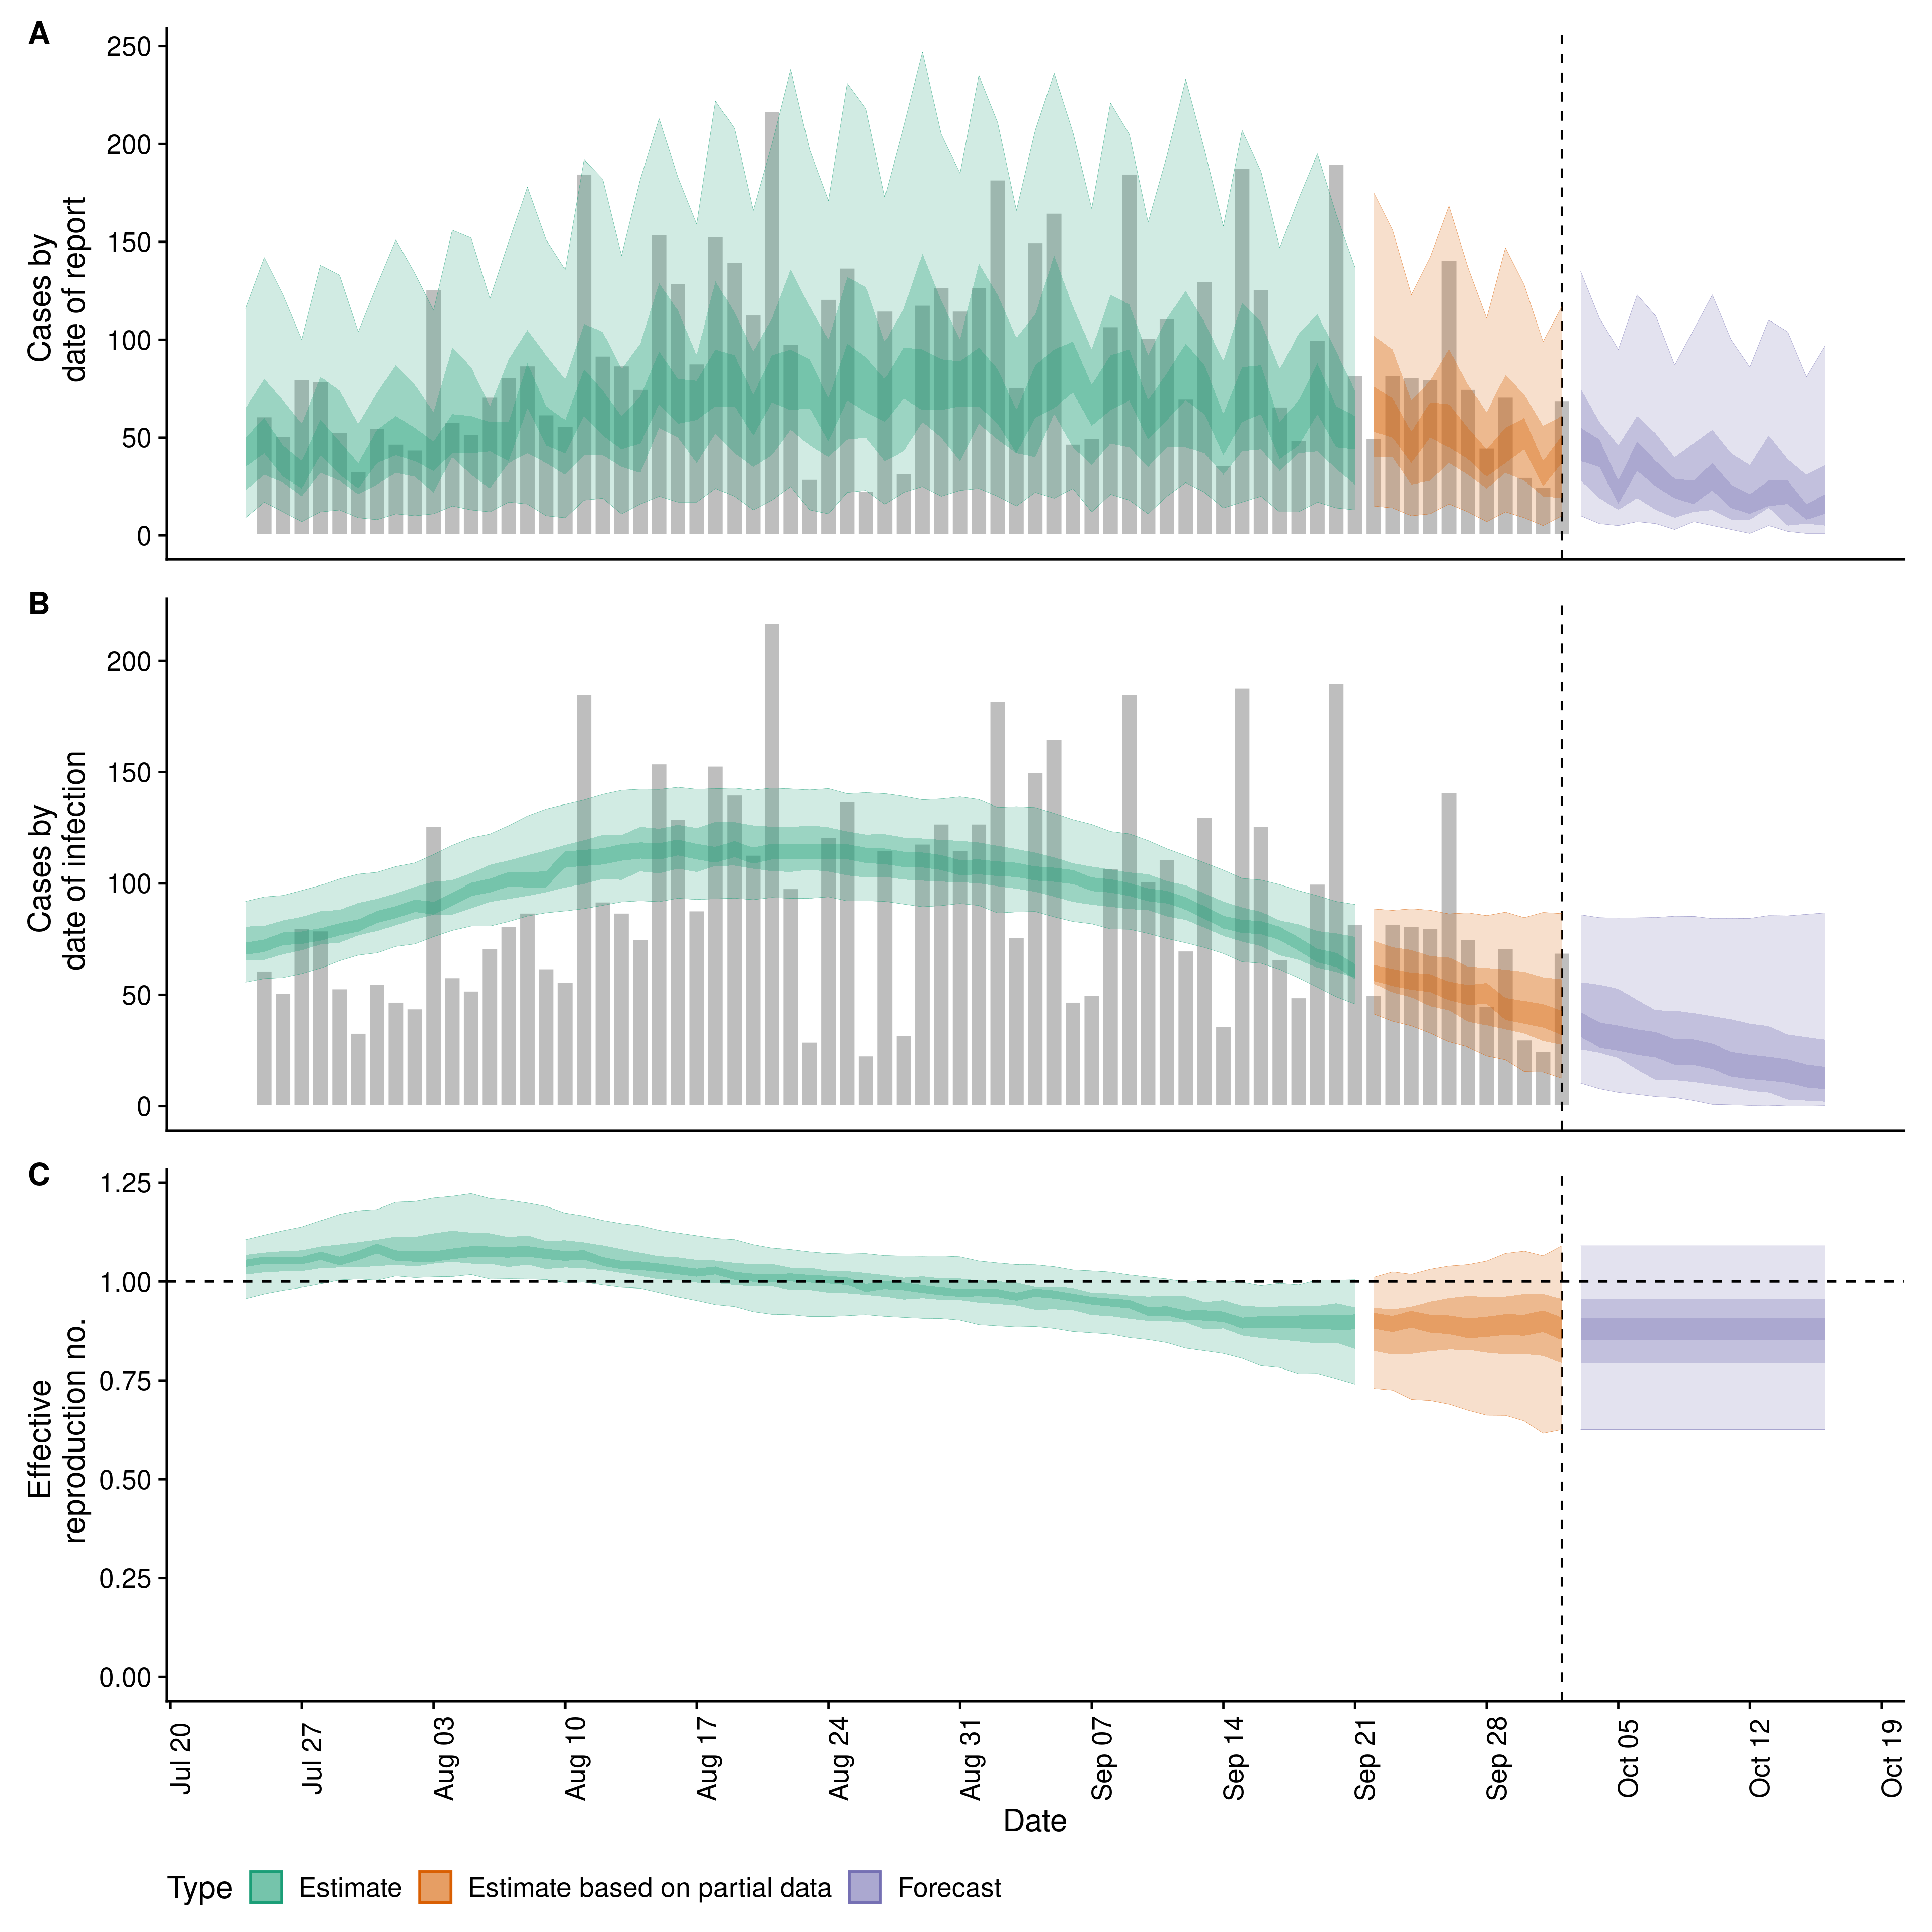 A
Cases by
date of report
250
200
150
100
50
0
B
Cases by
date of infection
200
150
100
50
0
C
Effective
reproduction no.
1.25
1.00
0.75
0.50
0.25
0.00
Jul 20
Jul 27
Aug 03
Aug 10
Aug 17
Aug 24
Aug 31
Sep 07
Sep 14
Sep 21
Sep 28
Oct 05
Oct 12
Oct 19
Date
Type Estimate Estimate based on partial data Forecast